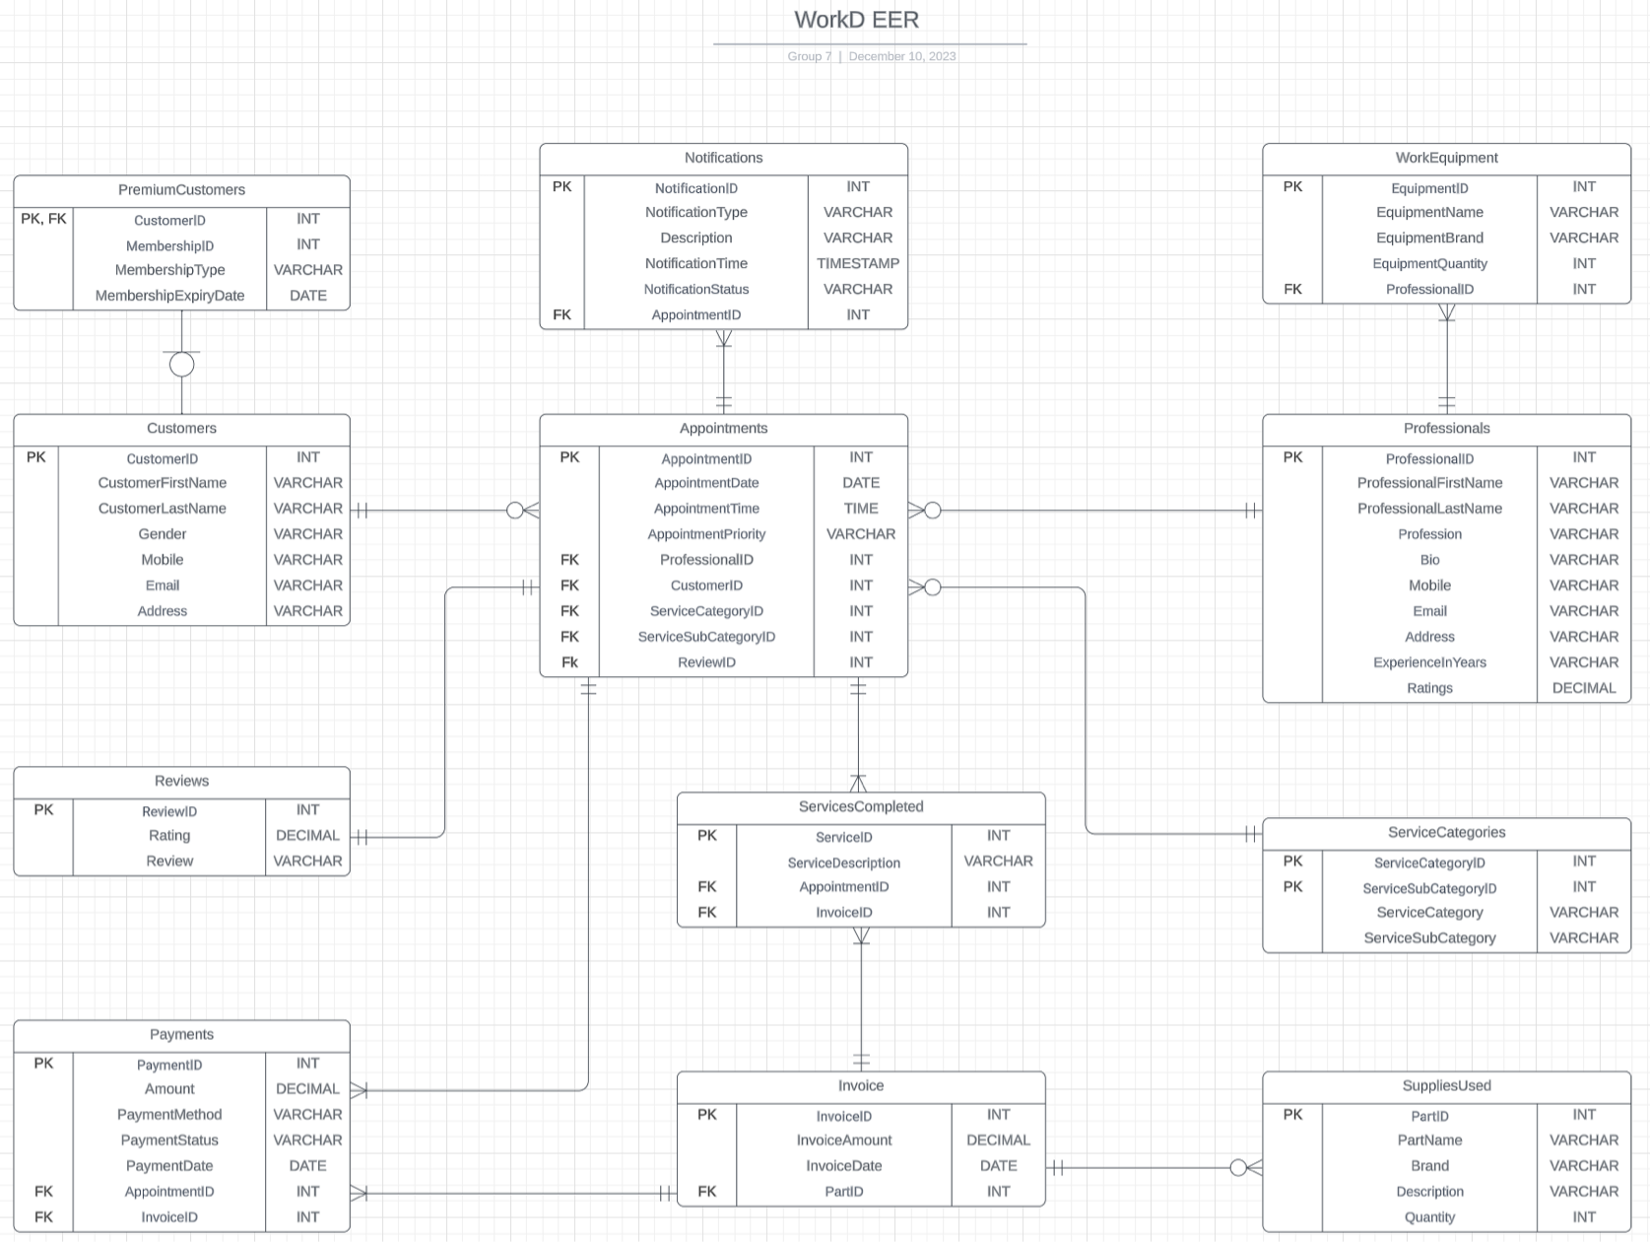 WorkD EER
Group 7 | December 10, 2023
PremiumCustomers
PK, FK CustomerID INT
MembershipID INT
MembershipType VARCHAR
MembershipExpiryDate DATE
Notifications
PK NotificationID INT
NotificationType VARCHAR
Description VARCHAR
NotificationTime TIMESTAMP
NotificationStatus VARCHAR
FK AppointmentID INT
WorkEquipment
PK EquipmentID INT
EquipmentName VARCHAR
EquipmentBrand VARCHAR
EquipmentQuantity INT
FK ProfessionalID INT
Customers
PK CustomerID INT
CustomerFirstName VARCHAR
CustomerLastName VARCHAR
Gender VARCHAR
Mobile VARCHAR
Email VARCHAR
Address VARCHAR
Appointments
PK AppointmentID INT
AppointmentDate DATE
AppointmentTime TIME
AppointmentPriority VARCHAR
FK ProfessionalID INT
FK CustomerID INT
FK ServiceCategoryID INT
FK ServiceSubCategoryID INT
Fk ReviewID INT
Professionals
PK ProfessionalID INT
ProfessionalFirstName VARCHAR
ProfessionalLastName VARCHAR
Profession VARCHAR
Bio VARCHAR
Mobile VARCHAR
Email VARCHAR
Address VARCHAR
ExperienceInYears VARCHAR
Ratings DECIMAL
Reviews
PK ReviewID INT
Rating DECIMAL
Review VARCHAR
ServicesCompleted
PK ServiceID INT
ServiceDescription VARCHAR
FK AppointmentID INT
FK InvoiceID INT
ServiceCategories
PK ServiceCategoryID INT
PK ServiceSubCategoryID INT
ServiceCategory VARCHAR
ServiceSubCategory VARCHAR
Payments
PK PaymentID INT
Amount DECIMAL
PaymentMethod VARCHAR
PaymentStatus VARCHAR
PaymentDate DATE
FK AppointmentID INT
FK InvoiceID INT
Invoice
PK InvoiceID INT
InvoiceAmount DECIMAL
InvoiceDate DATE
FK PartID INT
SuppliesUsed
PK PartID INT
PartName VARCHAR
Brand VARCHAR
Description VARCHAR
Quantity INT